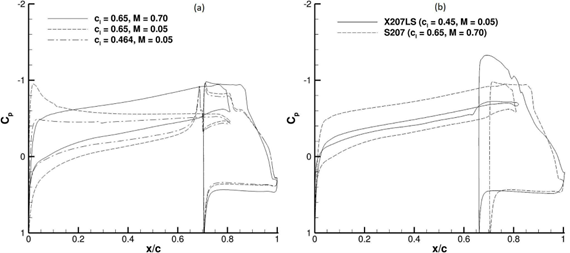 (a)
c_l = 0.65, M = 0.70
c_l = 0.65, M = 0.05
c_l = 0.464, M = 0.05
-2
-1
0
1
C_p
0
0.2
0.4
0.6
0.8
1
x/c
(b)
X207LS (c_l = 0.45, M = 0.05)
S207 (c_l = 0.65, M = 0.70)
-2
-1
0
1
C_p
0
0.2
0.4
0.6
0.8
1
x/c